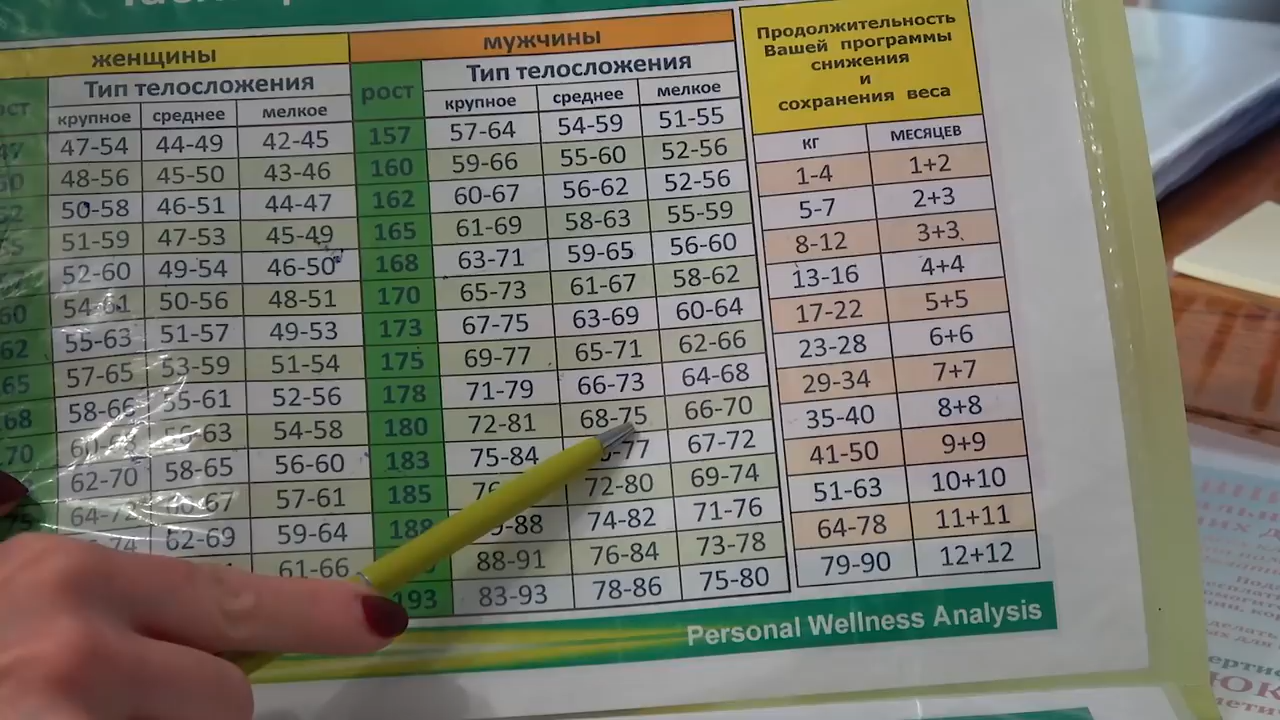 женщины
мужчины
Продолжительность
Вашей программы
снижения
и
сохранения веса
Тип телосложения
рост
Тип телосложения
крупное среднее мелкое
крупное среднее мелкое
кг месяцев
47-54 44-49 42-45 157 57-64 54-59 51-55
48-56 45-50 43-46 160 59-66 55-60 52-56 1-4 1+2
50-58 46-51 44-47 162 60-67 56-62 52-56 5-7 2+3
51-59 47-53 45-49 165 61-69 58-63 55-59 8-12 3+3
52-60 49-54 46-50 168 63-71 59-65 56-60 13-16 4+4
60 54-61 50-56 48-51 170 65-73 61-67 58-62 17-22 5+5
62 55-63 51-57 49-53 173 67-75 63-69 60-64 23-28 6+6
65 57-65 53-59 51-54 175 69-77 65-71 62-66 29-34 7+7
68 58-66 55-61 52-56 178 71-79 66-73 64-68 35-40 8+8
70 54-58 180 72-81 68-75 66-70 41-50 9+9
62-70 58-65 56-60 183 75-84 67-72 51-63 10+10
57-61 185 72-80 69-74 64-78 11+11
62-69 59-64 74-82 71-76 79-90 12+12
61-66 88-91 76-84 73-78
193 83-93 78-86 75-80
Personal Wellness Analysis